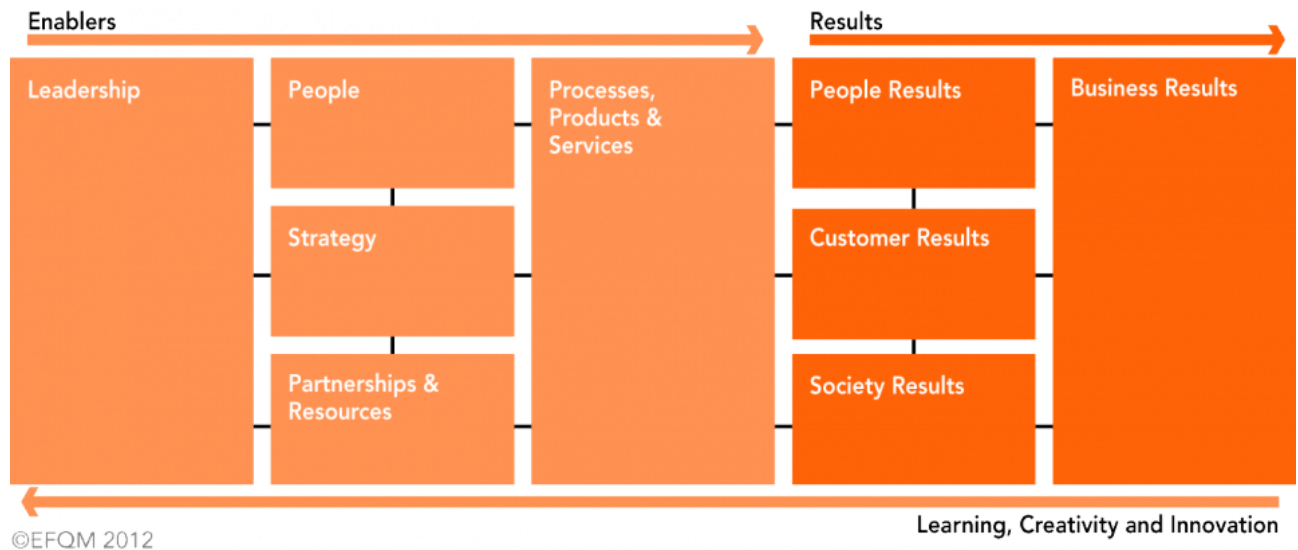 Enablers
Results
Leadership
People
Processes,
Products &
Services
People Results
Business Results
Strategy
Customer Results
Partnerships &
Resources
Society Results
Learning, Creativity and Innovation
©EFQM 2012